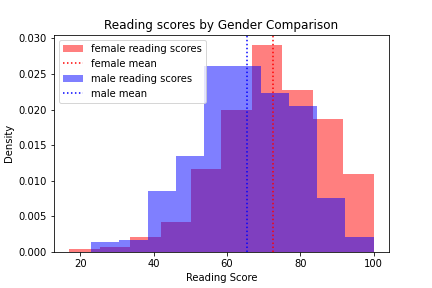 Reading scores by Gender Comparison
female reading scores
female mean
male reading scores
male mean
Density
0.030
0.025
0.020
0.015
0.010
0.005
0.000
20
40
60
80
100
Reading Score